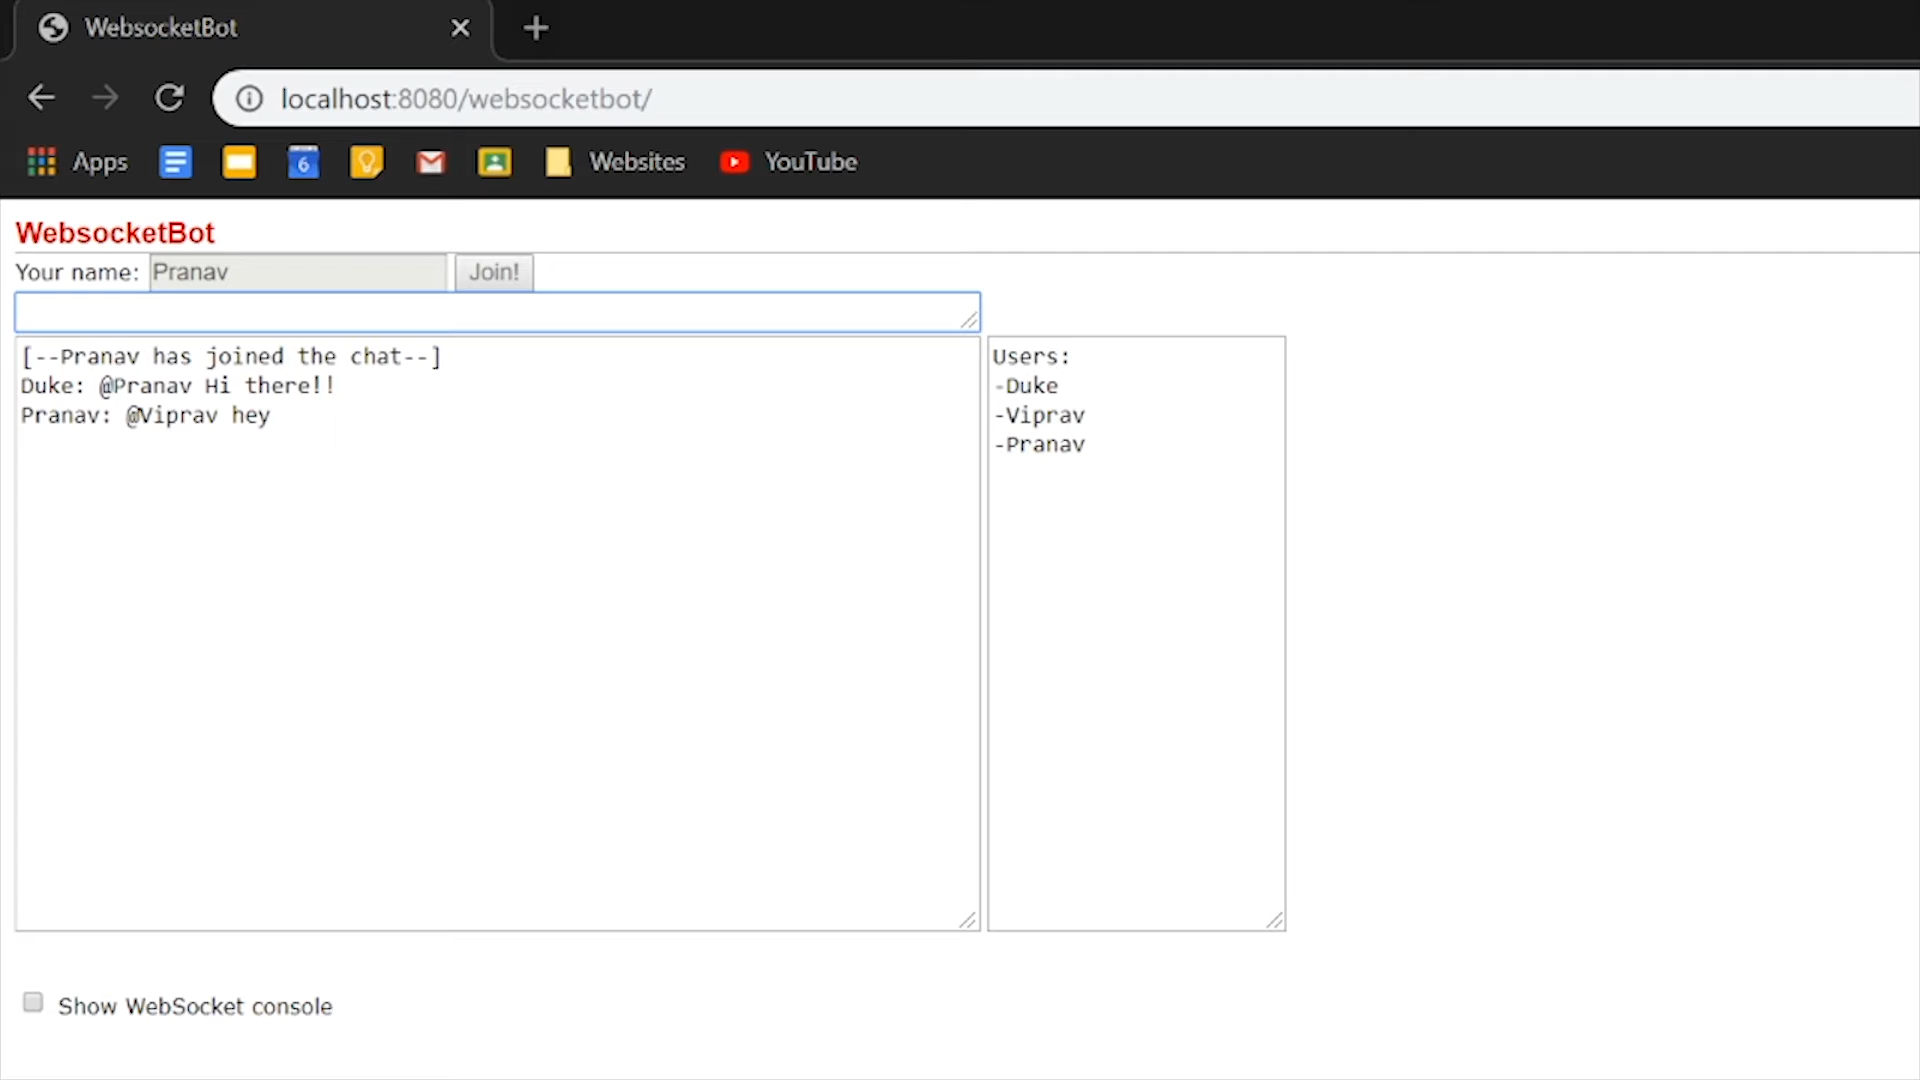 WebsocketBot
localhost:8080/websocketbot/
Apps
6
Websites
YouTube
WebsocketBot
Your name: Pranav Join!
[--Pranav has joined the chat--]
Duke: @Pranav Hi there!!
Pranav: @Viprav hey
Users:
-Duke
-Viprav
-Pranav
Show WebSocket console